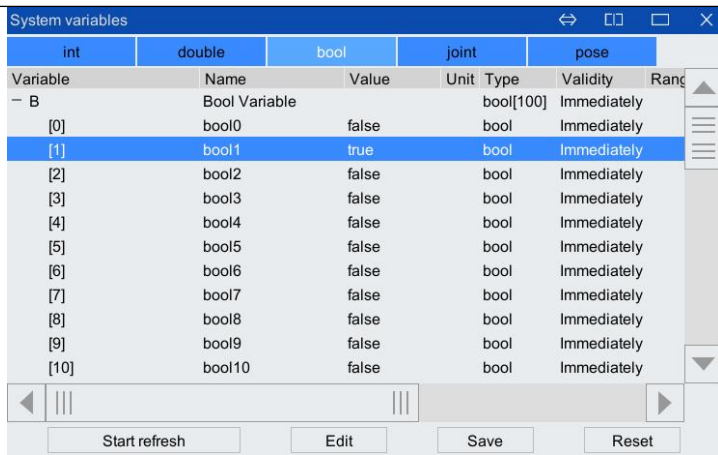 System variables
int double bool joint pose
Variable Name Value Unit Type Validity Rang
− B Bool Variable bool[100] Immediately
[0] bool0 false bool Immediately
[1] bool1 true bool Immediately
[2] bool2 false bool Immediately
[3] bool3 false bool Immediately
[4] bool4 false bool Immediately
[5] bool5 false bool Immediately
[6] bool6 false bool Immediately
[7] bool7 false bool Immediately
[8] bool8 false bool Immediately
[9] bool9 false bool Immediately
[10] bool10 false bool Immediately
Start refresh Edit Save Reset